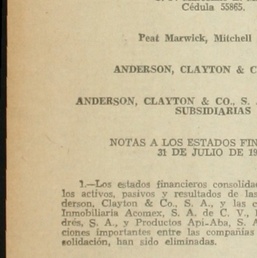 Cédula 55865.
Peat Marwick, Mitchell
ANDERSON, CLAYTON & C
ANDERSON, CLAYTON & CO., S.
SUBSIDIARIAS
NOTAS A LOS ESTADOS FIN
31 DE JULIO DE 19
1.—Los estados financieros consolida
los activos, pasivos y resultados de las
derson, Clayton & Co., S. A., y las c
Inmobiliaria Acomex, S. A. de C. V., I
drés, S. A., y Productos Api-Aba, S. A
ciones importantes entre las compañías
solidación, han sido eliminadas.